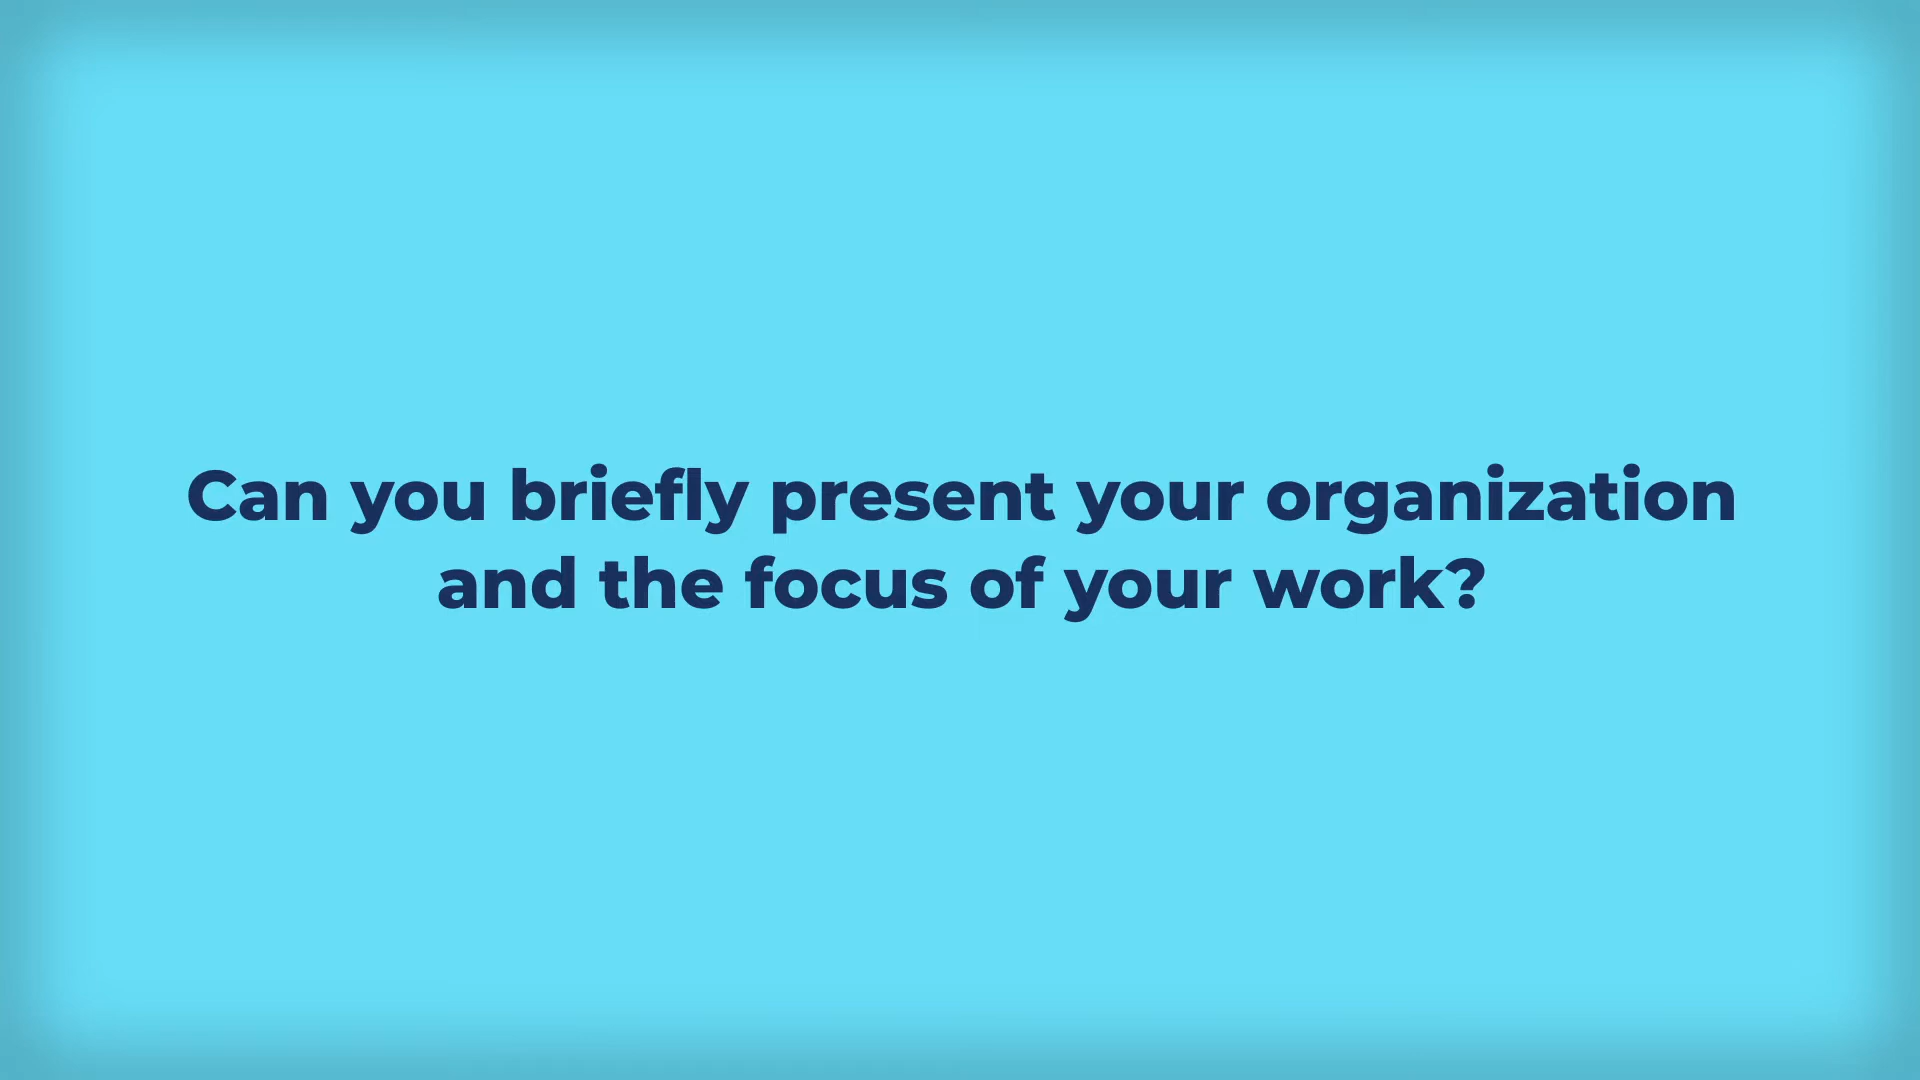 Can you briefly present your organization
and the focus of your work?